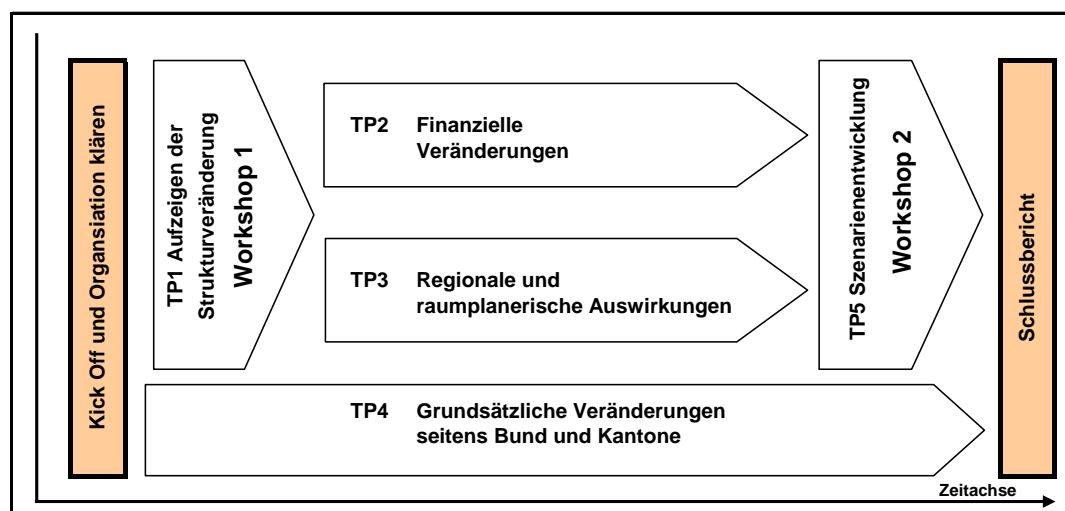 Kick Off und Organsiation klären
TP1 Aufzeigen der
Strukturveränderung
Workshop 1
TP2 Finanzielle
Veränderungen
TP3 Regionale und
raumplanerische Auswirkungen
TP4 Grundsätzliche Veränderungen
seitens Bund und Kantone
TP5 Szenarienentwicklung
Workshop 2
Schlussbericht
Zeitachse